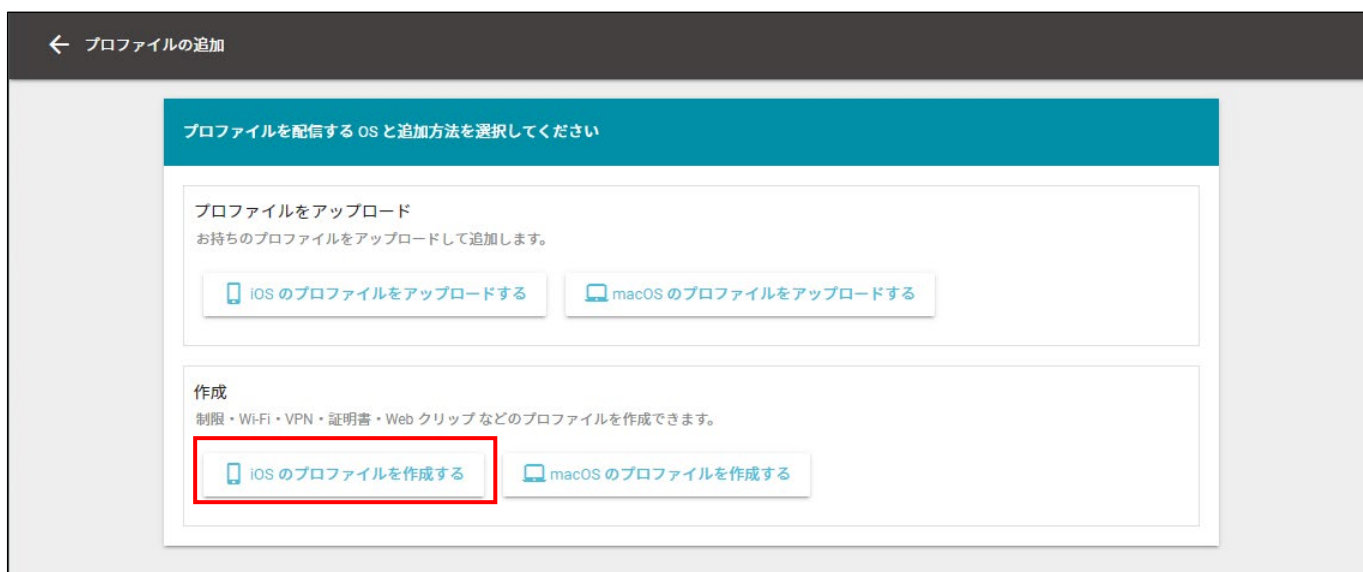 プロファイルの追加
プロファイルを配信する OS と追加方法を選択してください
プロファイルをアップロード
お持ちのプロファイルをアップロードして追加します。
iOS のプロファイルをアップロードする
macOS のプロファイルをアップロードする
作成
制限・Wi-Fi・VPN・証明書・Web クリップ などのプロファイルを作成できます。
iOS のプロファイルを作成する
macOS のプロファイルを作成する